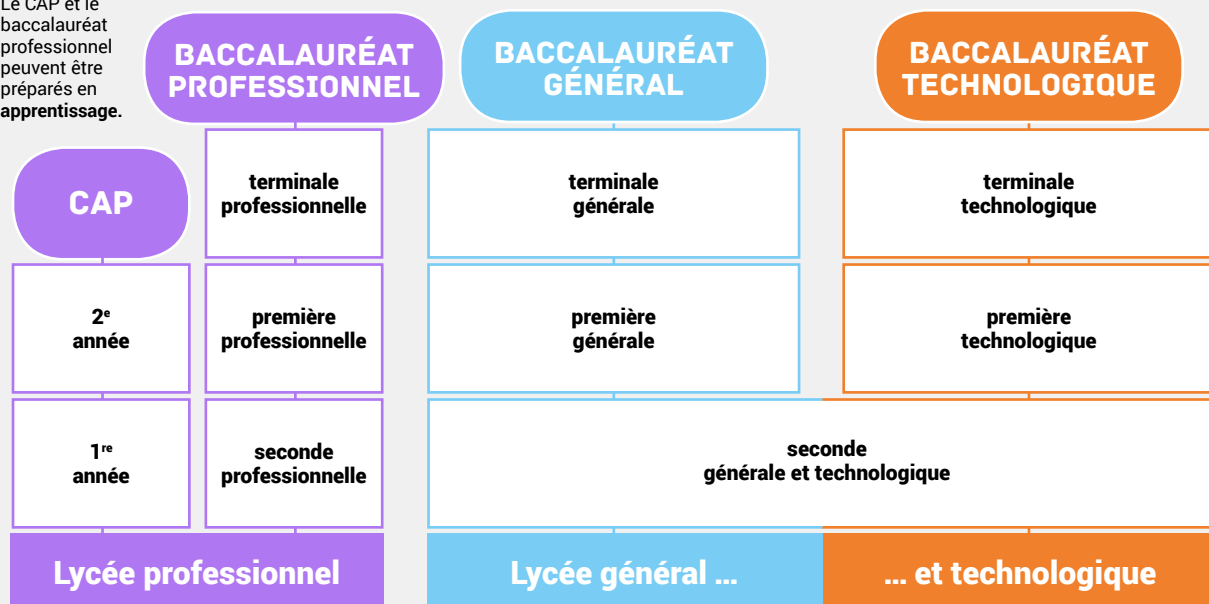 Le CAP et le
baccalauréat
professionnel
peuvent être
préparés en
apprentissage.
BACCALAURÉAT
PROFESSIONNEL
BACCALAURÉAT
GÉNÉRAL
BACCALAURÉAT
TECHNOLOGIQUE
CAP
terminale
professionnelle
terminale
générale
terminale
technologique
2e
année
première
professionnelle
première
générale
première
technologique
1re
année
seconde
professionnelle
seconde
générale et technologique
Lycée professionnel
Lycée général ...
... et technologique